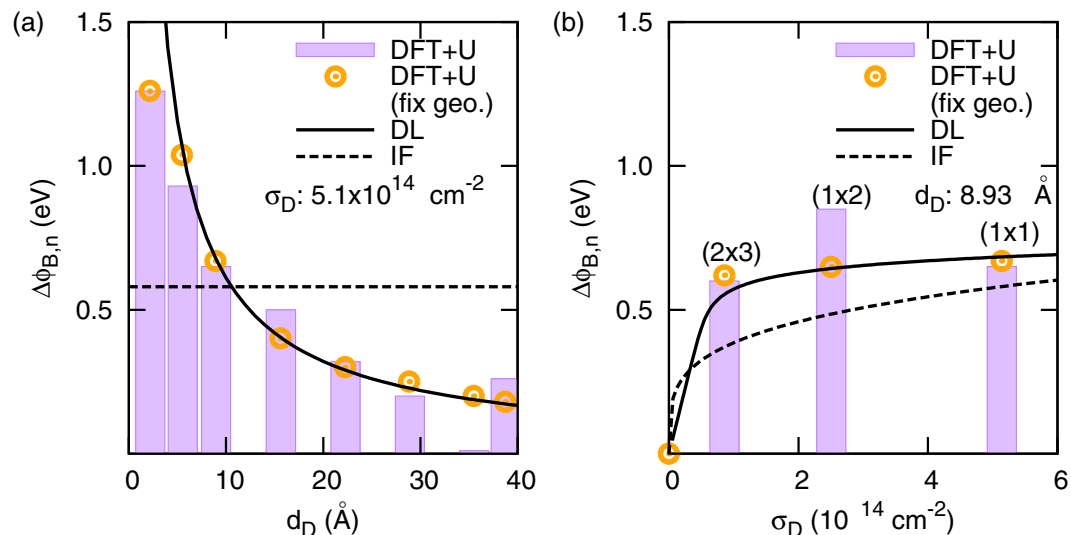 (a)
1.5
1.0
0.5
ΔϕB,n (eV)
DFT+U
DFT+U
(fix geo.)
DL
IF
σD: 5.1x10^14 cm^-2
0 10 20 30 40
dD (Å)
(b)
1.5
1.0
0.5
ΔϕB,n (eV)
DFT+U
DFT+U
(fix geo.)
DL
IF
dD: 8.93 Å
(1x2)
(1x1)
(2x3)
0 2 4 6
σD (10^14 cm^-2)